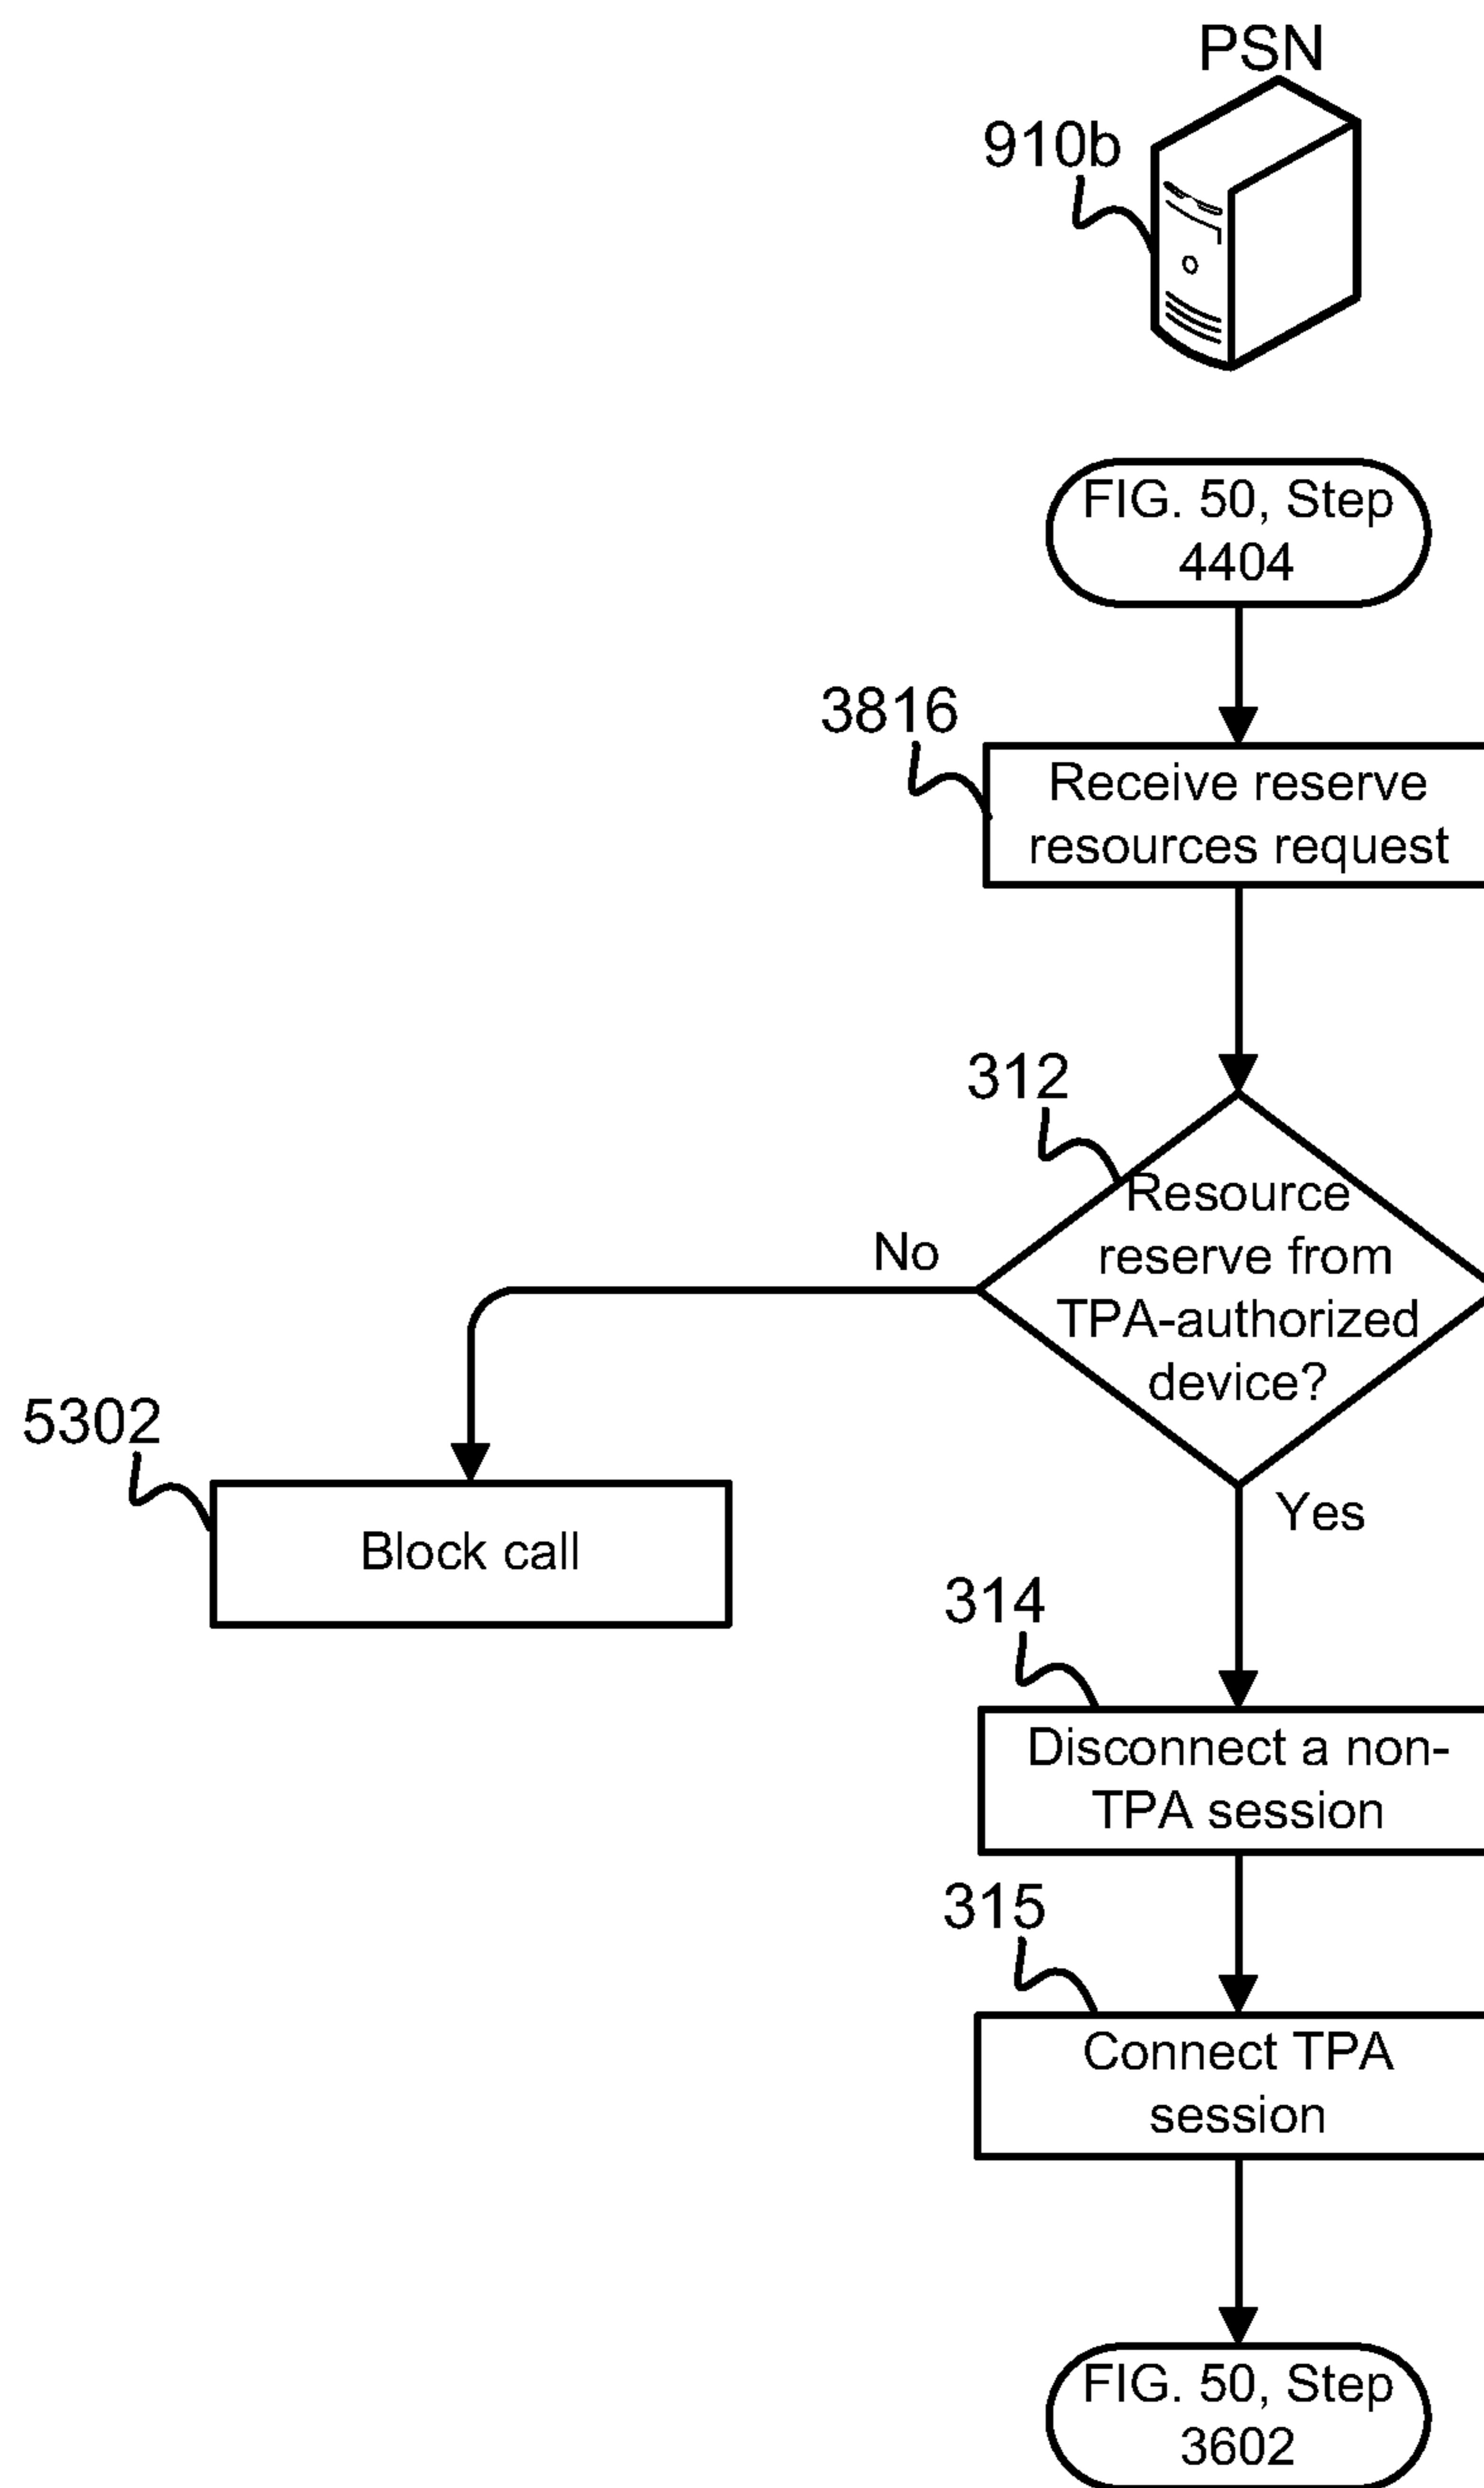 PSN
910b
FIG. 50, Step
4404
3816
Receive reserve
resources request
312
Resource
reserve from
TPA-authorized
device?
No
5302
Block call
Yes
314
Disconnect a non-
TPA session
315
Connect TPA
session
FIG. 50, Step
3602